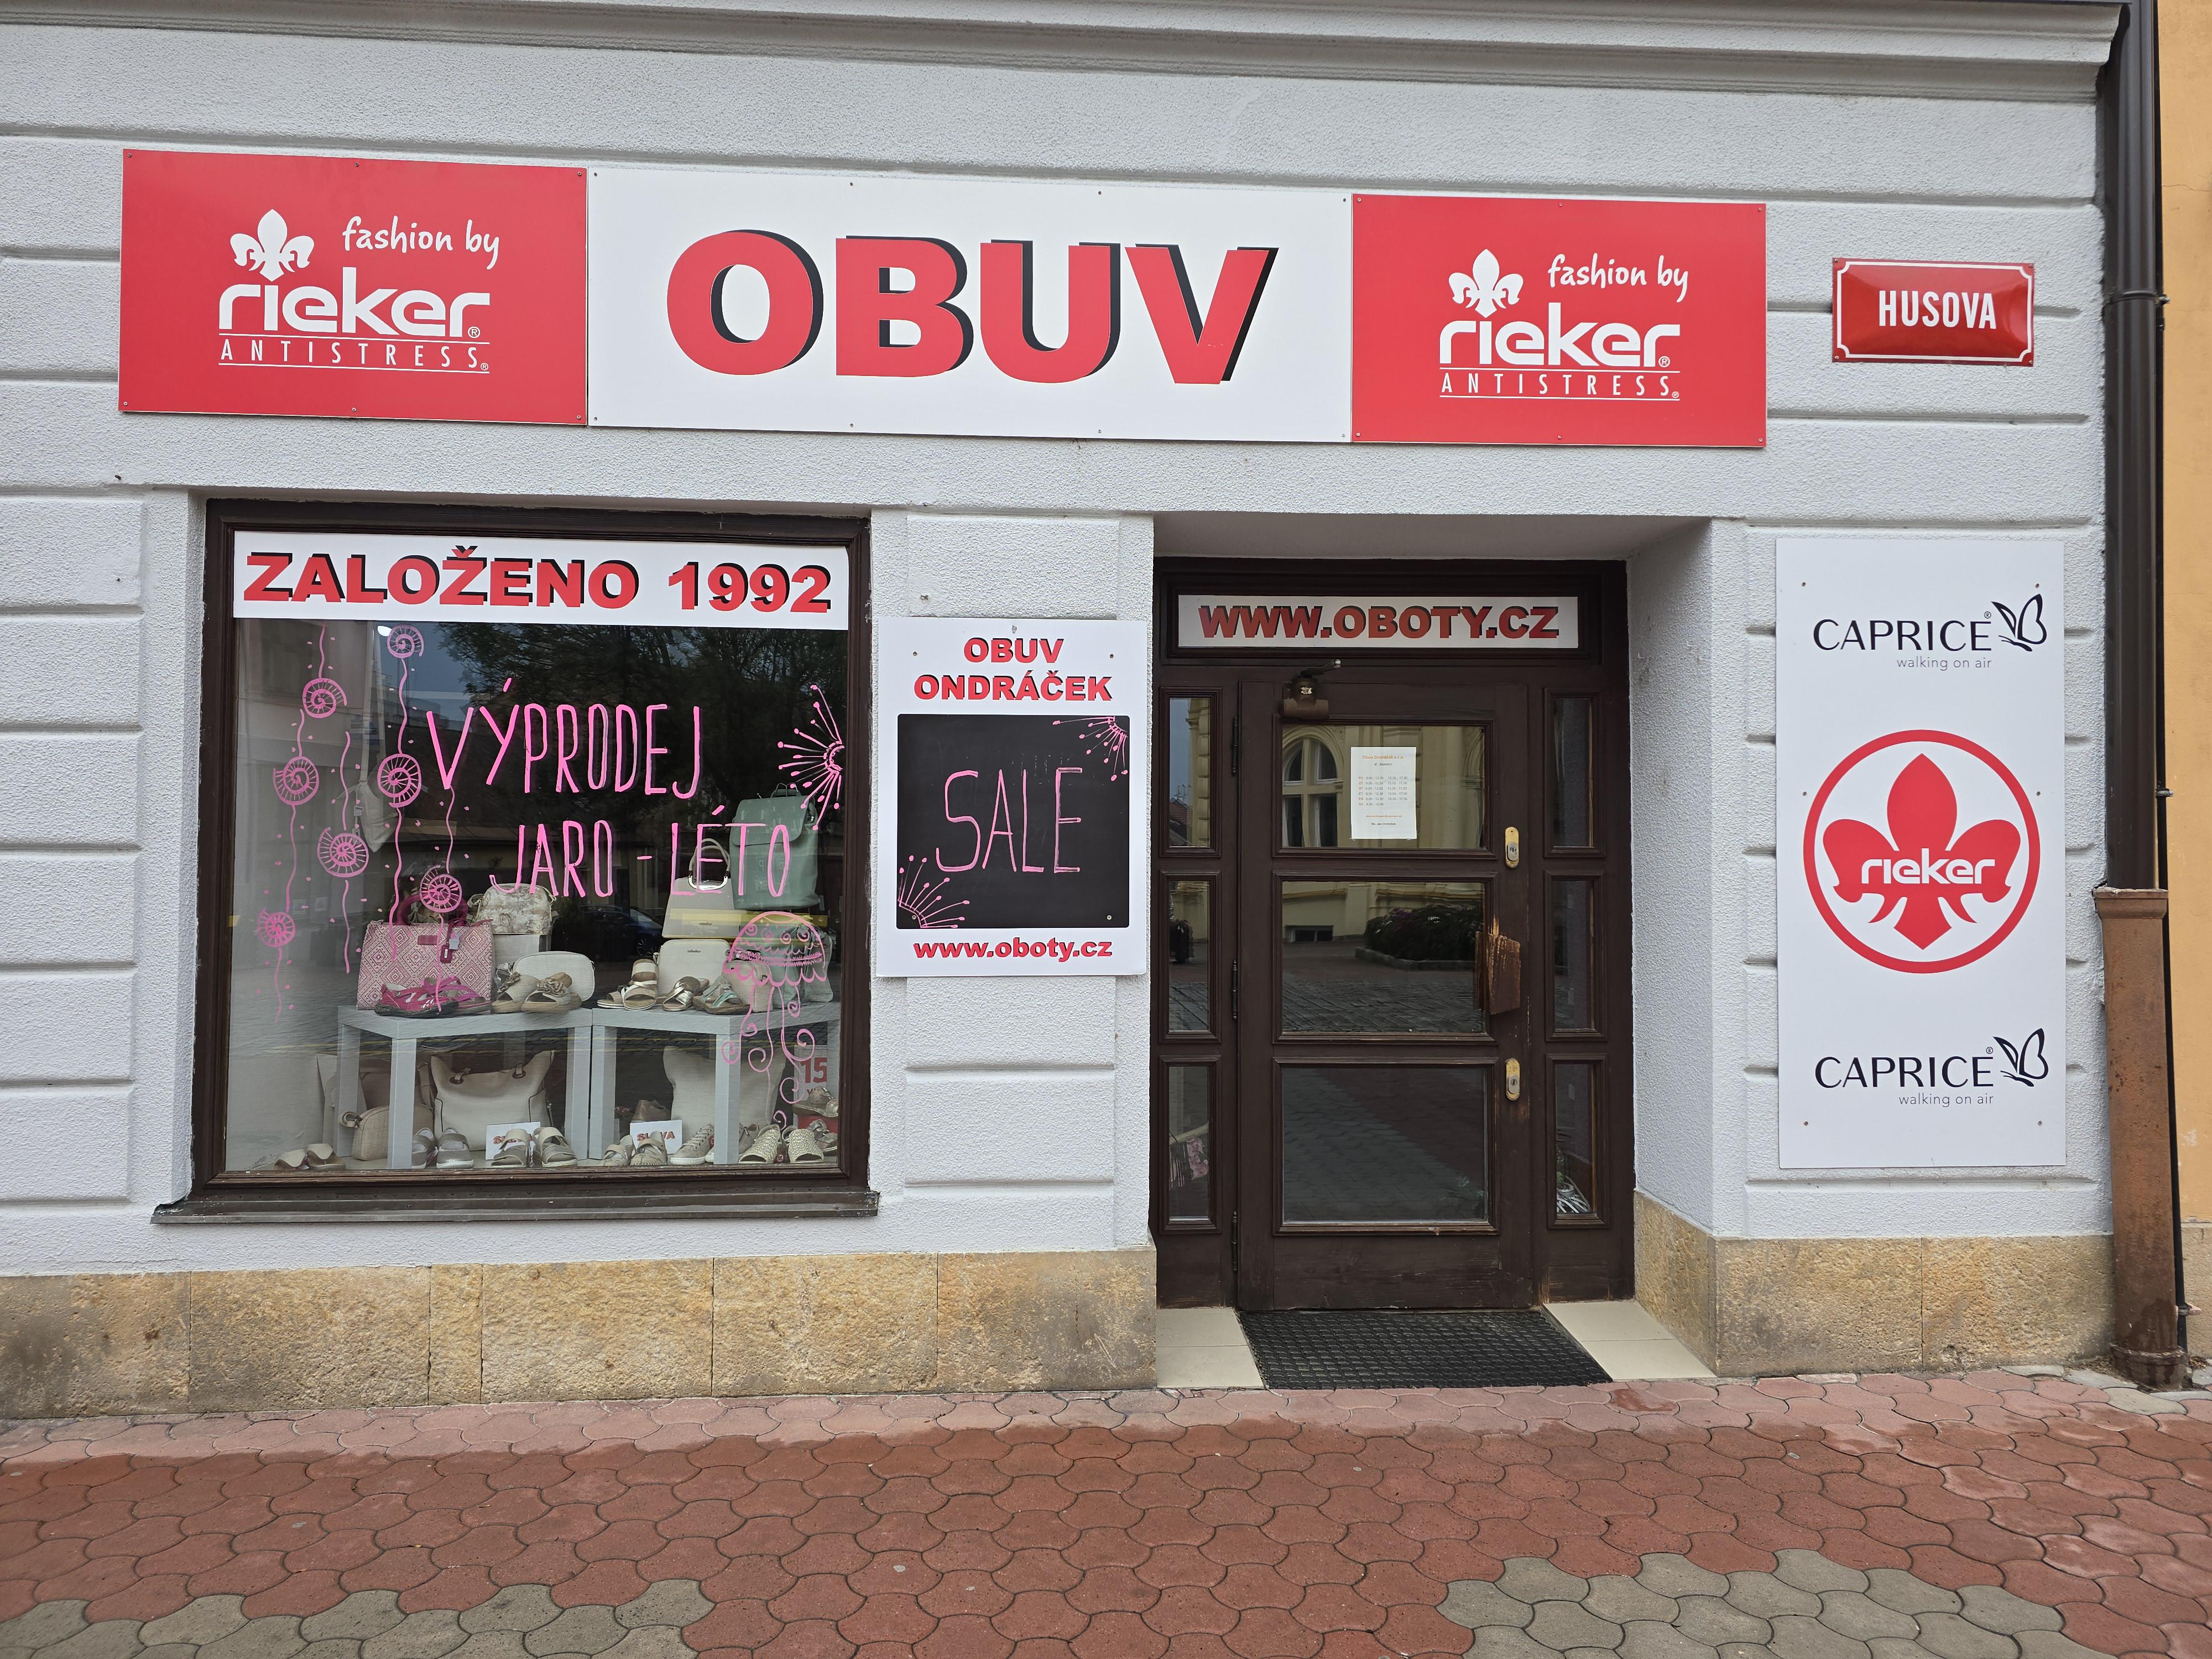 fashion by
rieker®
ANTISTRESS®
OBUV
fashion by
rieker®
ANTISTRESS®
HUSOVA
ZALOŽENO 1992
VÝPRODEJ
JARO - LÉTO
OBUV
ONDRÁČEK
SALE
www.oboty.cz
WWW.OBOTY.CZ
CAPRICE®
walking on air
rieker
CAPRICE®
walking on air
15